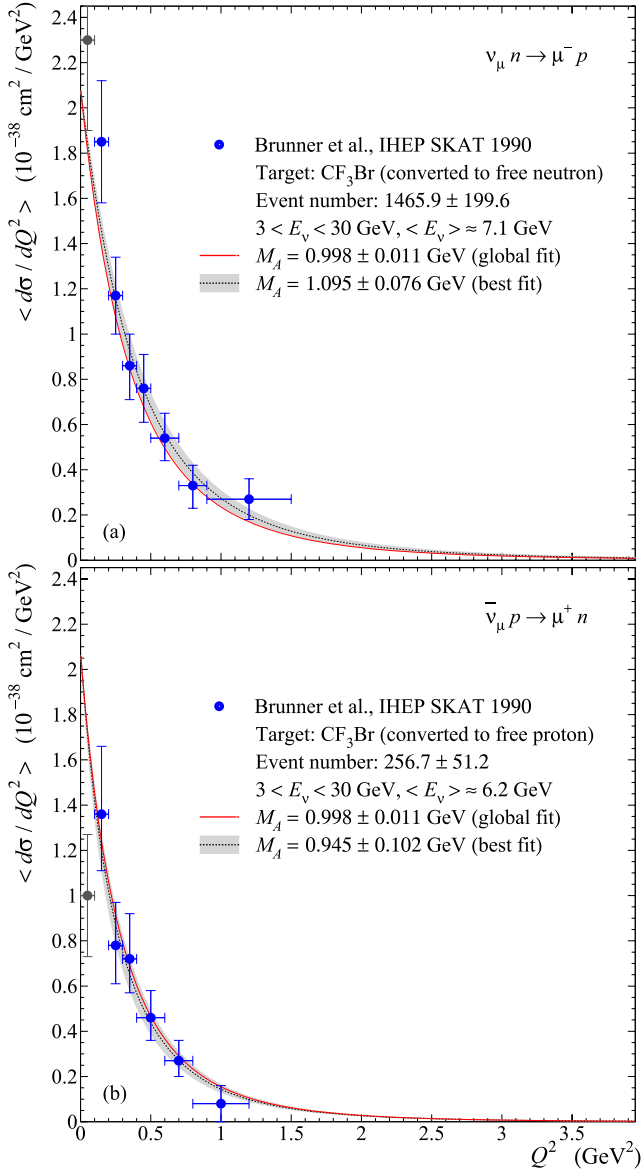 2.4
2.2
2
1.8
1.6
1.4
1.2
1
0.8
0.6
0.4
0.2
0
< dσ / dQ² > (10⁻³⁸ cm² / GeV²)
ν_μ n → μ⁻ p
Brunner et al., IHEP SKAT 1990
Target: CF₃Br (converted to free neutron)
Event number: 1465.9 ± 199.6
3 < E_ν < 30 GeV, < E_ν > ≈ 7.1 GeV
M_A = 0.998 ± 0.011 GeV (global fit)
M_A = 1.095 ± 0.076 GeV (best fit)
(a)
2.4
2.2
2
1.8
1.6
1.4
1.2
1
0.8
0.6
0.4
0.2
0
< dσ / dQ² > (10⁻³⁸ cm² / GeV²)
ν̅_μ p → μ⁺ n
Brunner et al., IHEP SKAT 1990
Target: CF₃Br (converted to free proton)
Event number: 256.7 ± 51.2
3 < E_ν < 30 GeV, < E_ν > ≈ 6.2 GeV
M_A = 0.998 ± 0.011 GeV (global fit)
M_A = 0.945 ± 0.102 GeV (best fit)
(b)
0 0.5 1 1.5 2 2.5 3 3.5
Q² (GeV²)